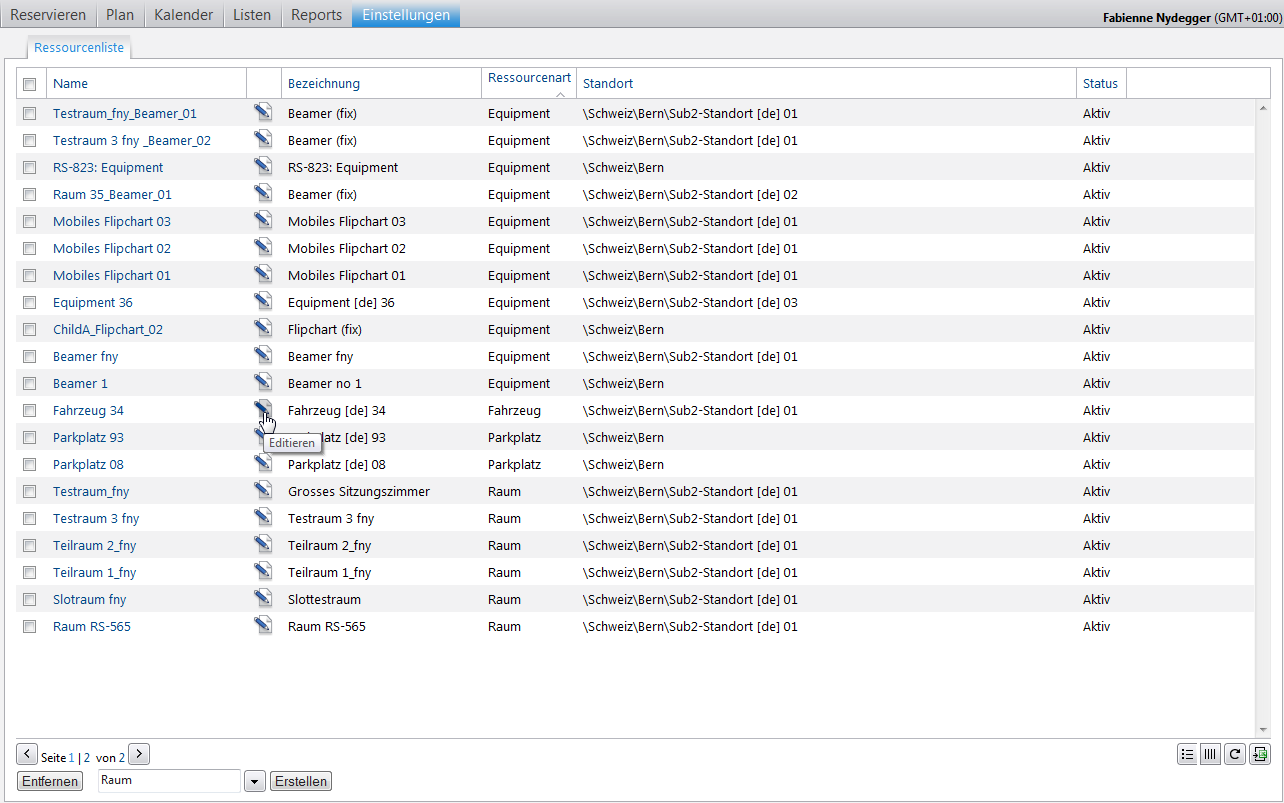 Reservieren Plan Kalender Listen Reports Einstellungen Fabienne Nydegger (GMT+01:00)
Ressourcenliste
Name Bezeichnung Ressourcenart Standort Status
Testraum_fny_Beamer_01 Beamer (fix) Equipment \Schweiz\Bern\Sub2-Standort [de] 01 Aktiv
Testraum 3 fny _Beamer_02 Beamer (fix) Equipment \Schweiz\Bern\Sub2-Standort [de] 01 Aktiv
RS-823: Equipment RS-823: Equipment Equipment \Schweiz\Bern Aktiv
Raum 35_Beamer_01 Beamer (fix) Equipment \Schweiz\Bern\Sub2-Standort [de] 02 Aktiv
Mobiles Flipchart 03 Mobiles Flipchart 03 Equipment \Schweiz\Bern\Sub2-Standort [de] 01 Aktiv
Mobiles Flipchart 02 Mobiles Flipchart 02 Equipment \Schweiz\Bern\Sub2-Standort [de] 01 Aktiv
Mobiles Flipchart 01 Mobiles Flipchart 01 Equipment \Schweiz\Bern\Sub2-Standort [de] 01 Aktiv
Equipment 36 Equipment [de] 36 Equipment \Schweiz\Bern\Sub2-Standort [de] 03 Aktiv
ChildA_Flipchart_02 Flipchart (fix) Equipment \Schweiz\Bern Aktiv
Beamer fny Beamer fny Equipment \Schweiz\Bern\Sub2-Standort [de] 01 Aktiv
Beamer 1 Beamer no 1 Equipment \Schweiz\Bern Aktiv
Fahrzeug 34 Fahrzeug [de] 34 Fahrzeug \Schweiz\Bern\Sub2-Standort [de] 01 Aktiv
Parkplatz 93 latz [de] 93 Parkplatz \Schweiz\Bern Aktiv
Editieren
Parkplatz 08 Parkplatz [de] 08 Parkplatz \Schweiz\Bern Aktiv
Testraum_fny Grosses Sitzungszimmer Raum \Schweiz\Bern\Sub2-Standort [de] 01 Aktiv
Testraum 3 fny Testraum 3 fny Raum \Schweiz\Bern\Sub2-Standort [de] 01 Aktiv
Teilraum 2_fny Teilraum 2_fny Raum \Schweiz\Bern\Sub2-Standort [de] 01 Aktiv
Teilraum 1_fny Teilraum 1_fny Raum \Schweiz\Bern\Sub2-Standort [de] 01 Aktiv
Slotraum fny Slottestraum Raum \Schweiz\Bern\Sub2-Standort [de] 01 Aktiv
Raum RS-565 Raum RS-565 Raum \Schweiz\Bern\Sub2-Standort [de] 01 Aktiv
Seite 1 | 2 von 2
Entfernen Raum Erstellen